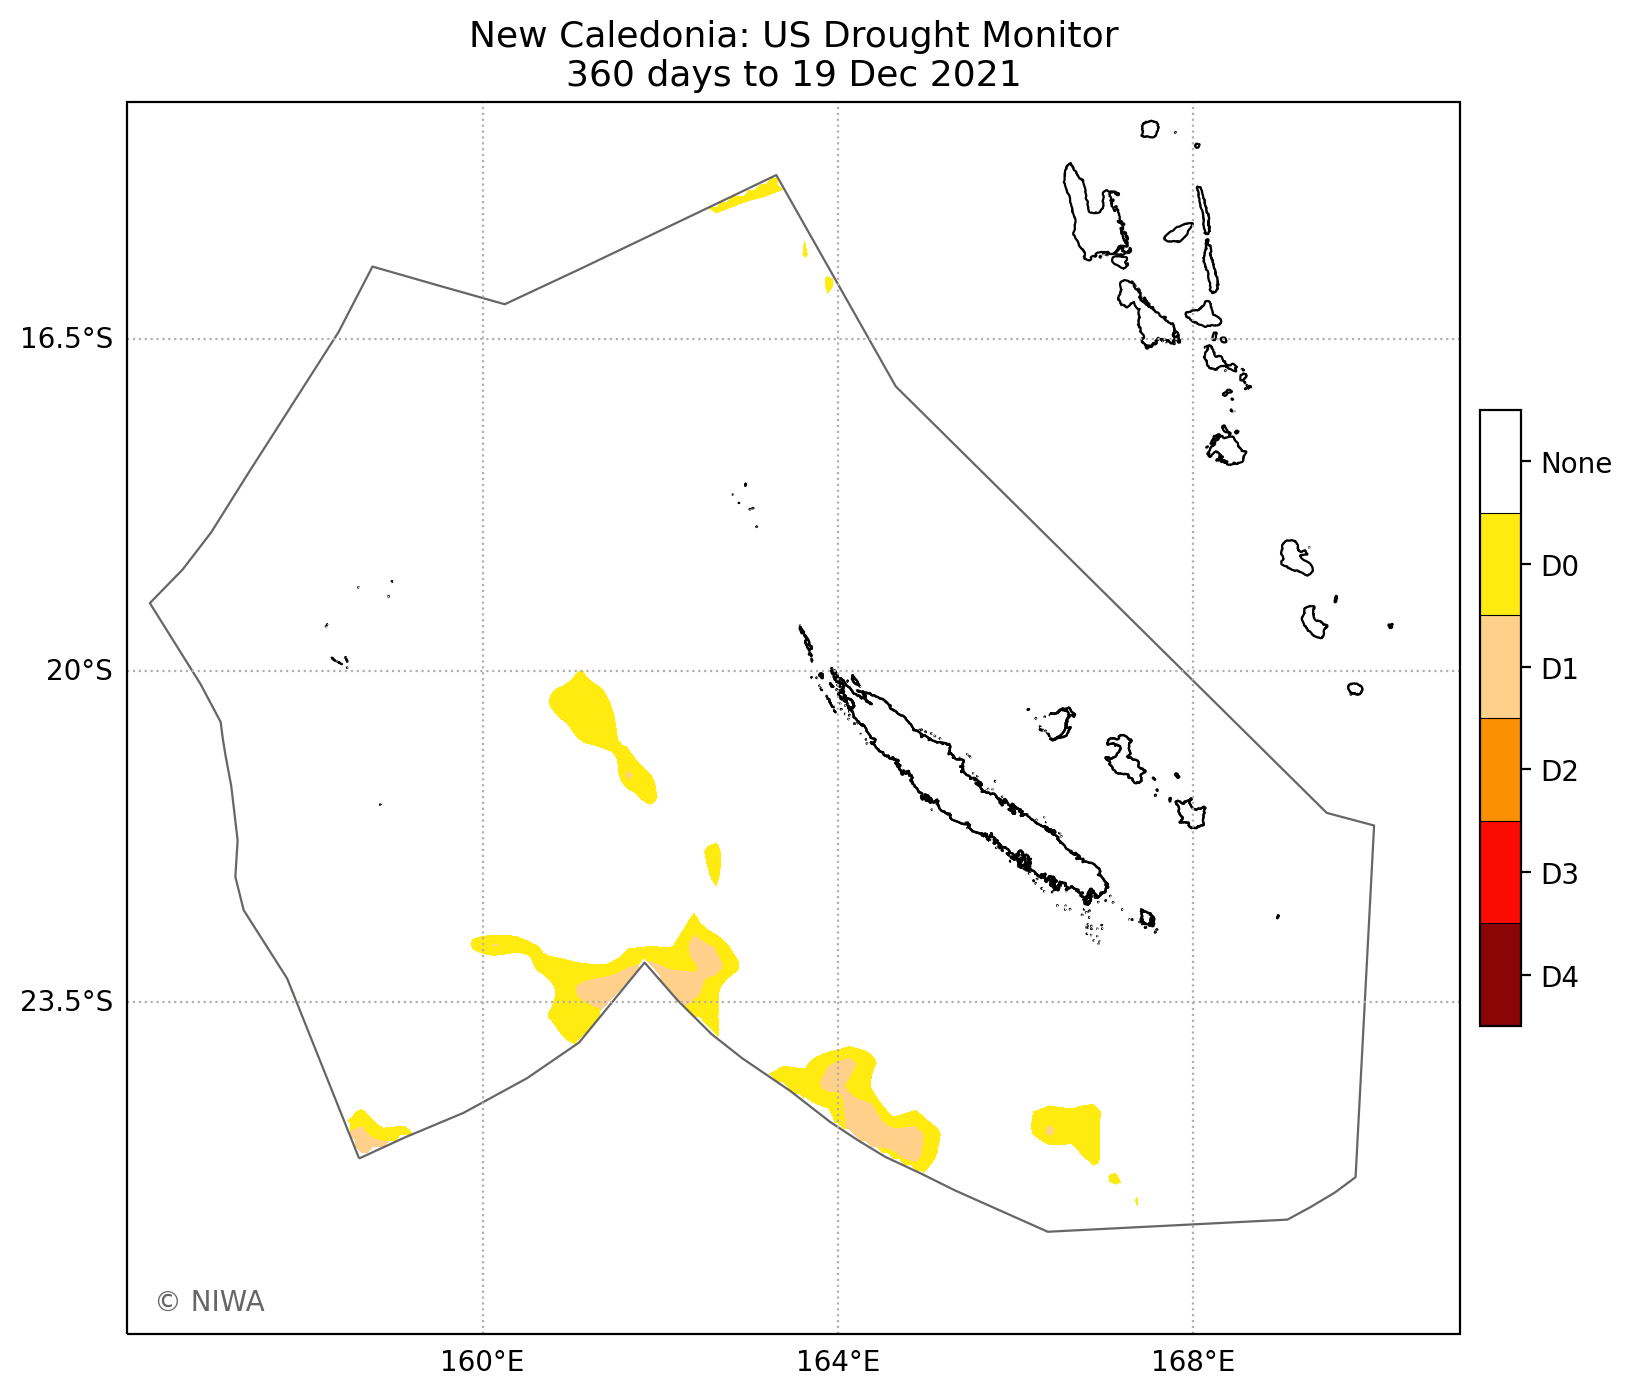 New Caledonia: US Drought Monitor
360 days to 19 Dec 2021
16.5°S
20°S
23.5°S
160°E
164°E
168°E
None
D0
D1
D2
D3
D4
© NIWA